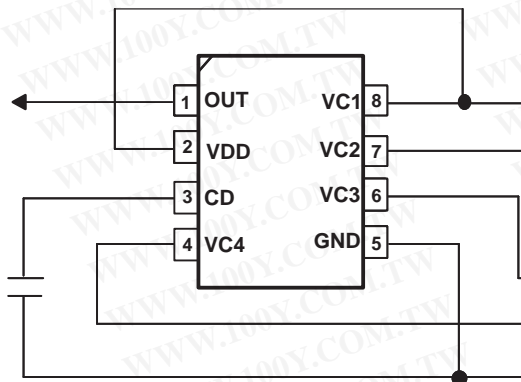 WWW.100Y.COM.TW
1 OUT VC1 8
2 VDD VC2 7
3 CD VC3 6
4 VC4 GND 5